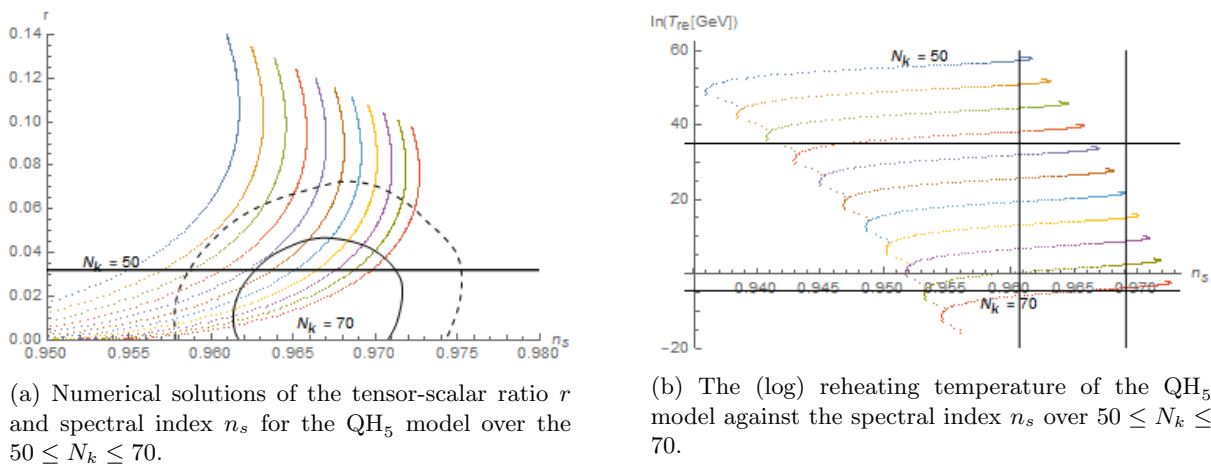 r
0.14
0.12
0.10
0.08
0.06
0.04
N_k = 50
0.02
N_k = 70
0.00
n_s
0.950 0.955 0.960 0.965 0.970 0.975 0.980
(a) Numerical solutions of the tensor-scalar ratio r
and spectral index n_s for the QH_5 model over the
50 ≤ N_k ≤ 70.
ln(T_re[GeV])
60
N_k = 50
40
20
n_s
0.940 0.945 0.950 0.955 0.960 0.965 0.970
N_k = 70
−20
(b) The (log) reheating temperature of the QH_5
model against the spectral index n_s over 50 ≤ N_k ≤
70.